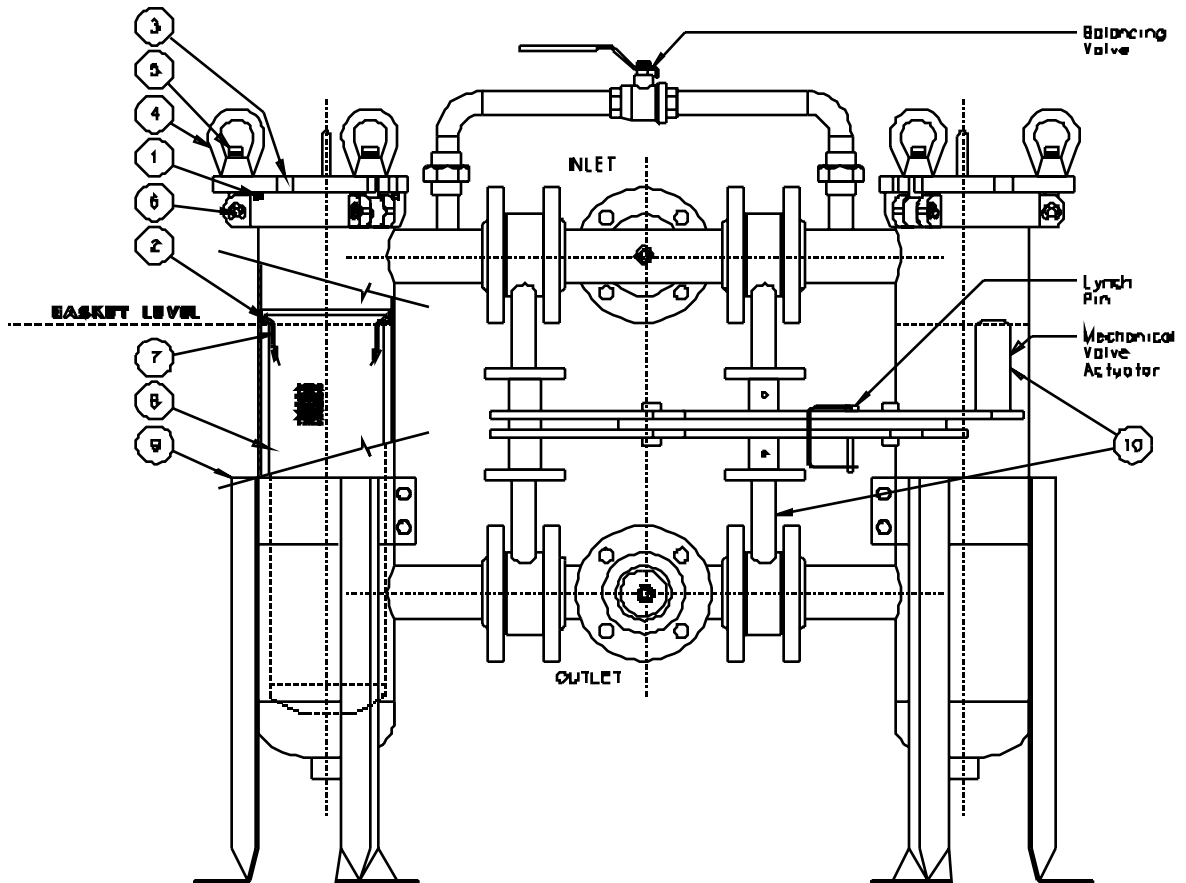 3
5
4
1
6
2
7
8
9
BASKET LEVEL
INLET
OUTLET
Balancing
Valve
Lynch
Pin
Mechanical
Valve
Actuator
10